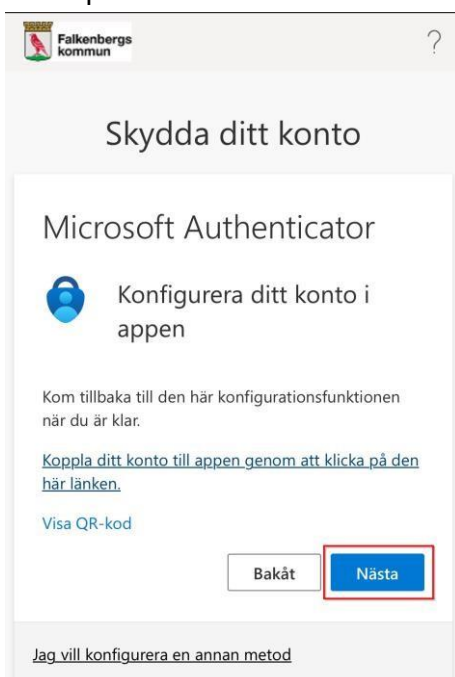 Falkenbergs
kommun
?
Skydda ditt konto
Microsoft Authenticator
Konfigurera ditt konto i
appen
Kom tillbaka till den här konfigurationsfunktionen
när du är klar.
Koppla ditt konto till appen genom att klicka på den
här länken.
Visa QR-kod
Bakåt
Nästa
Jag vill konfigurera en annan metod